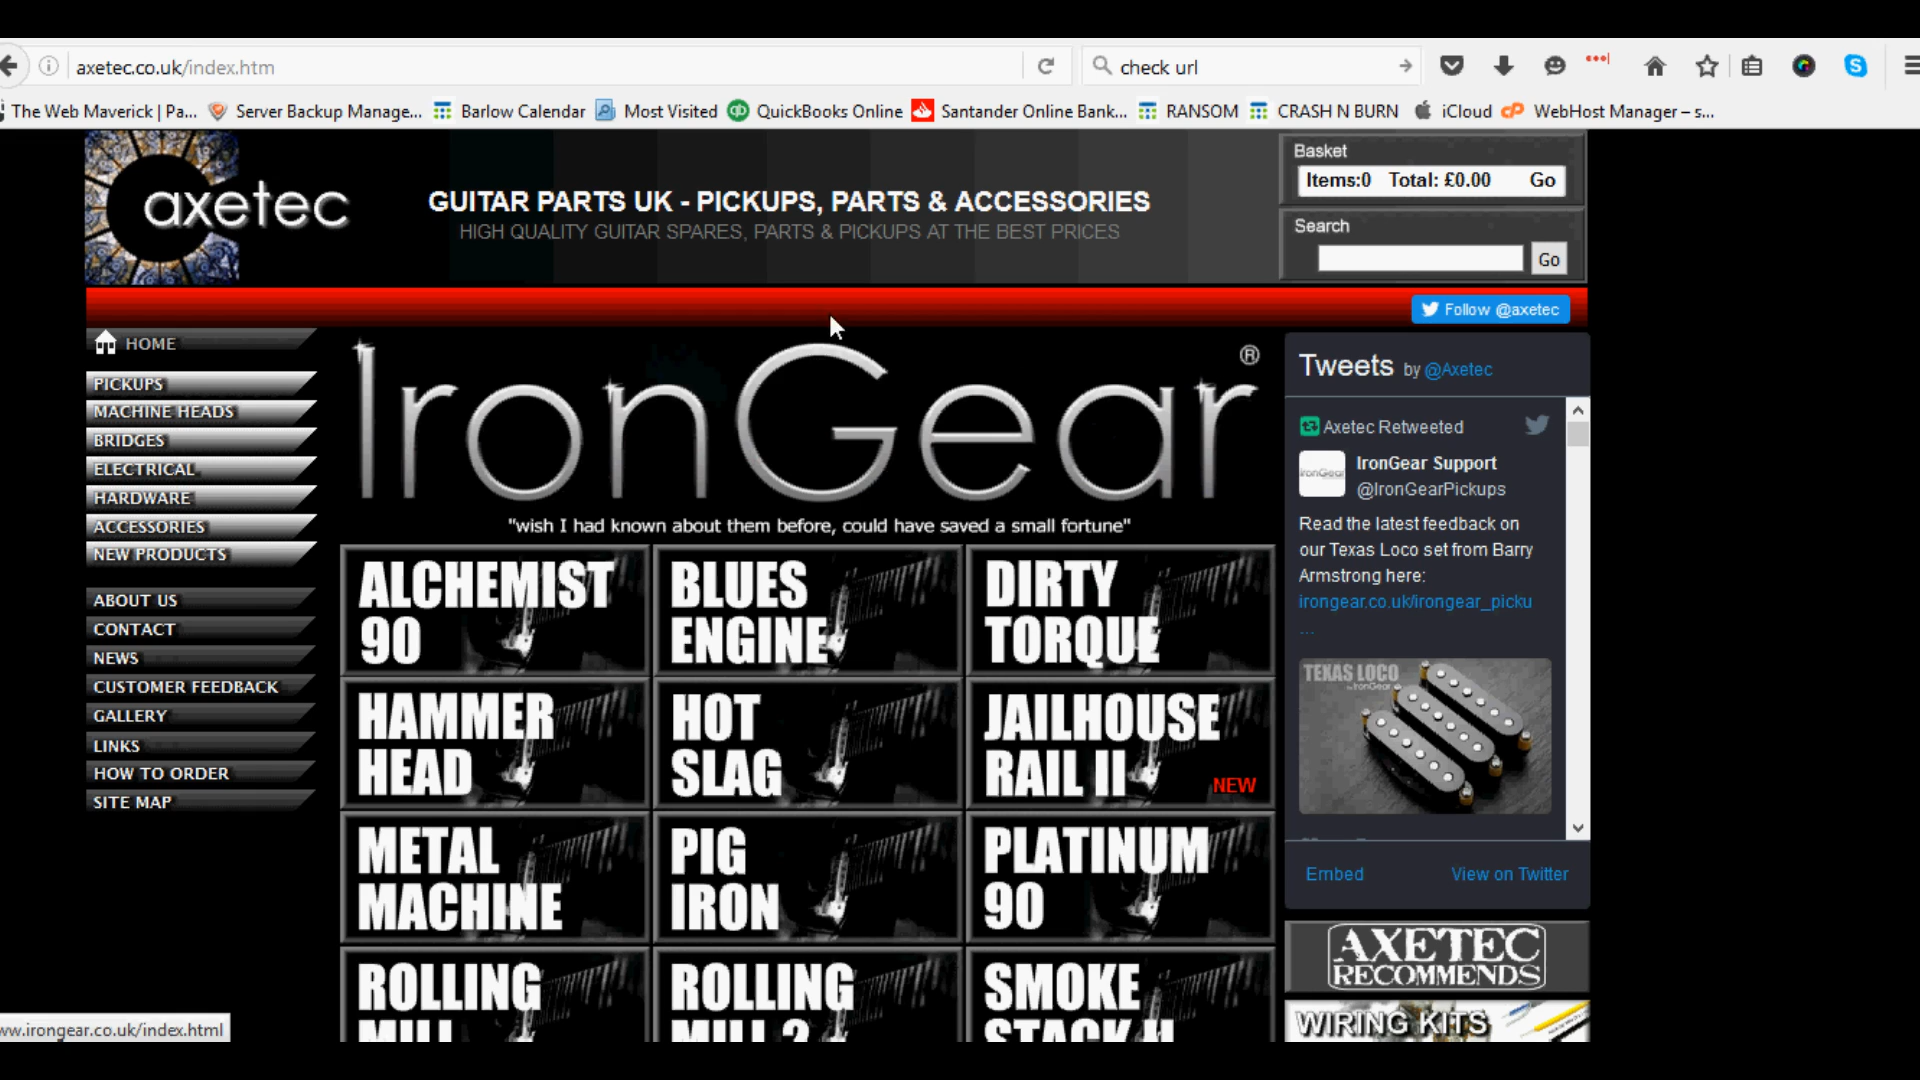 axetec.co.uk/index.htm
check url
The Web Maverick | Pa... Server Backup Manage... Barlow Calendar Most Visited QuickBooks Online Santander Online Bank... RANSOM CRASH N BURN iCloud WebHost Manager – s...
axetec
GUITAR PARTS UK - PICKUPS, PARTS & ACCESSORIES
HIGH QUALITY GUITAR SPARES, PARTS & PICKUPS AT THE BEST PRICES
Basket
Items:0 Total: £0.00 Go
Search
Go
Follow @axetec
HOME
PICKUPS
MACHINE HEADS
BRIDGES
ELECTRICAL
HARDWARE
ACCESSORIES
NEW PRODUCTS
ABOUT US
CONTACT
NEWS
CUSTOMER FEEDBACK
GALLERY
LINKS
HOW TO ORDER
SITE MAP
IronGear®
"wish I had known about them before, could have saved a small fortune"
ALCHEMIST
90
BLUES
ENGINE
DIRTY
TORQUE
HAMMER
HEAD
HOT
SLAG
JAILHOUSE
RAIL II
NEW
METAL
MACHINE
PIG
IRON
PLATINUM
90
ROLLING
MILL
ROLLING
MILL 2
SMOKE
STACK II
Tweets by @Axetec
Axetec Retweeted
IronGear
IronGear Support
@IronGearPickups
Read the latest feedback on
our Texas Loco set from Barry
Armstrong here:
irongear.co.uk/irongear_picku
...
TEXAS LOCO
by IronGear
Embed
View on Twitter
AXETEC
RECOMMENDS
WIRING KITS
ww.irongear.co.uk/index.html